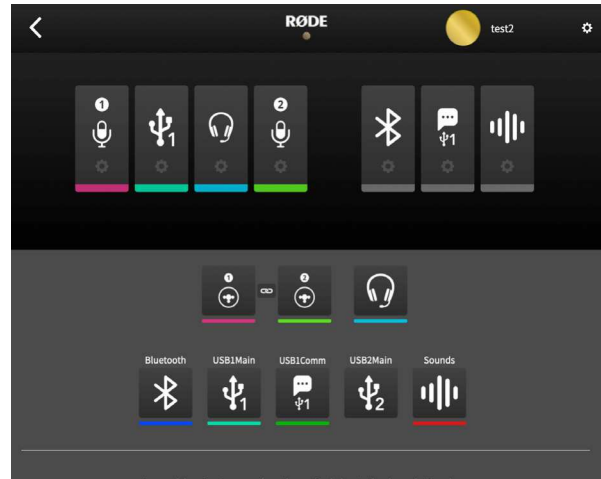 RØDE
test2
1 2
1
1
1 2
Bluetooth USB1Main USB1Comm USB2Main Sounds
1 1 2